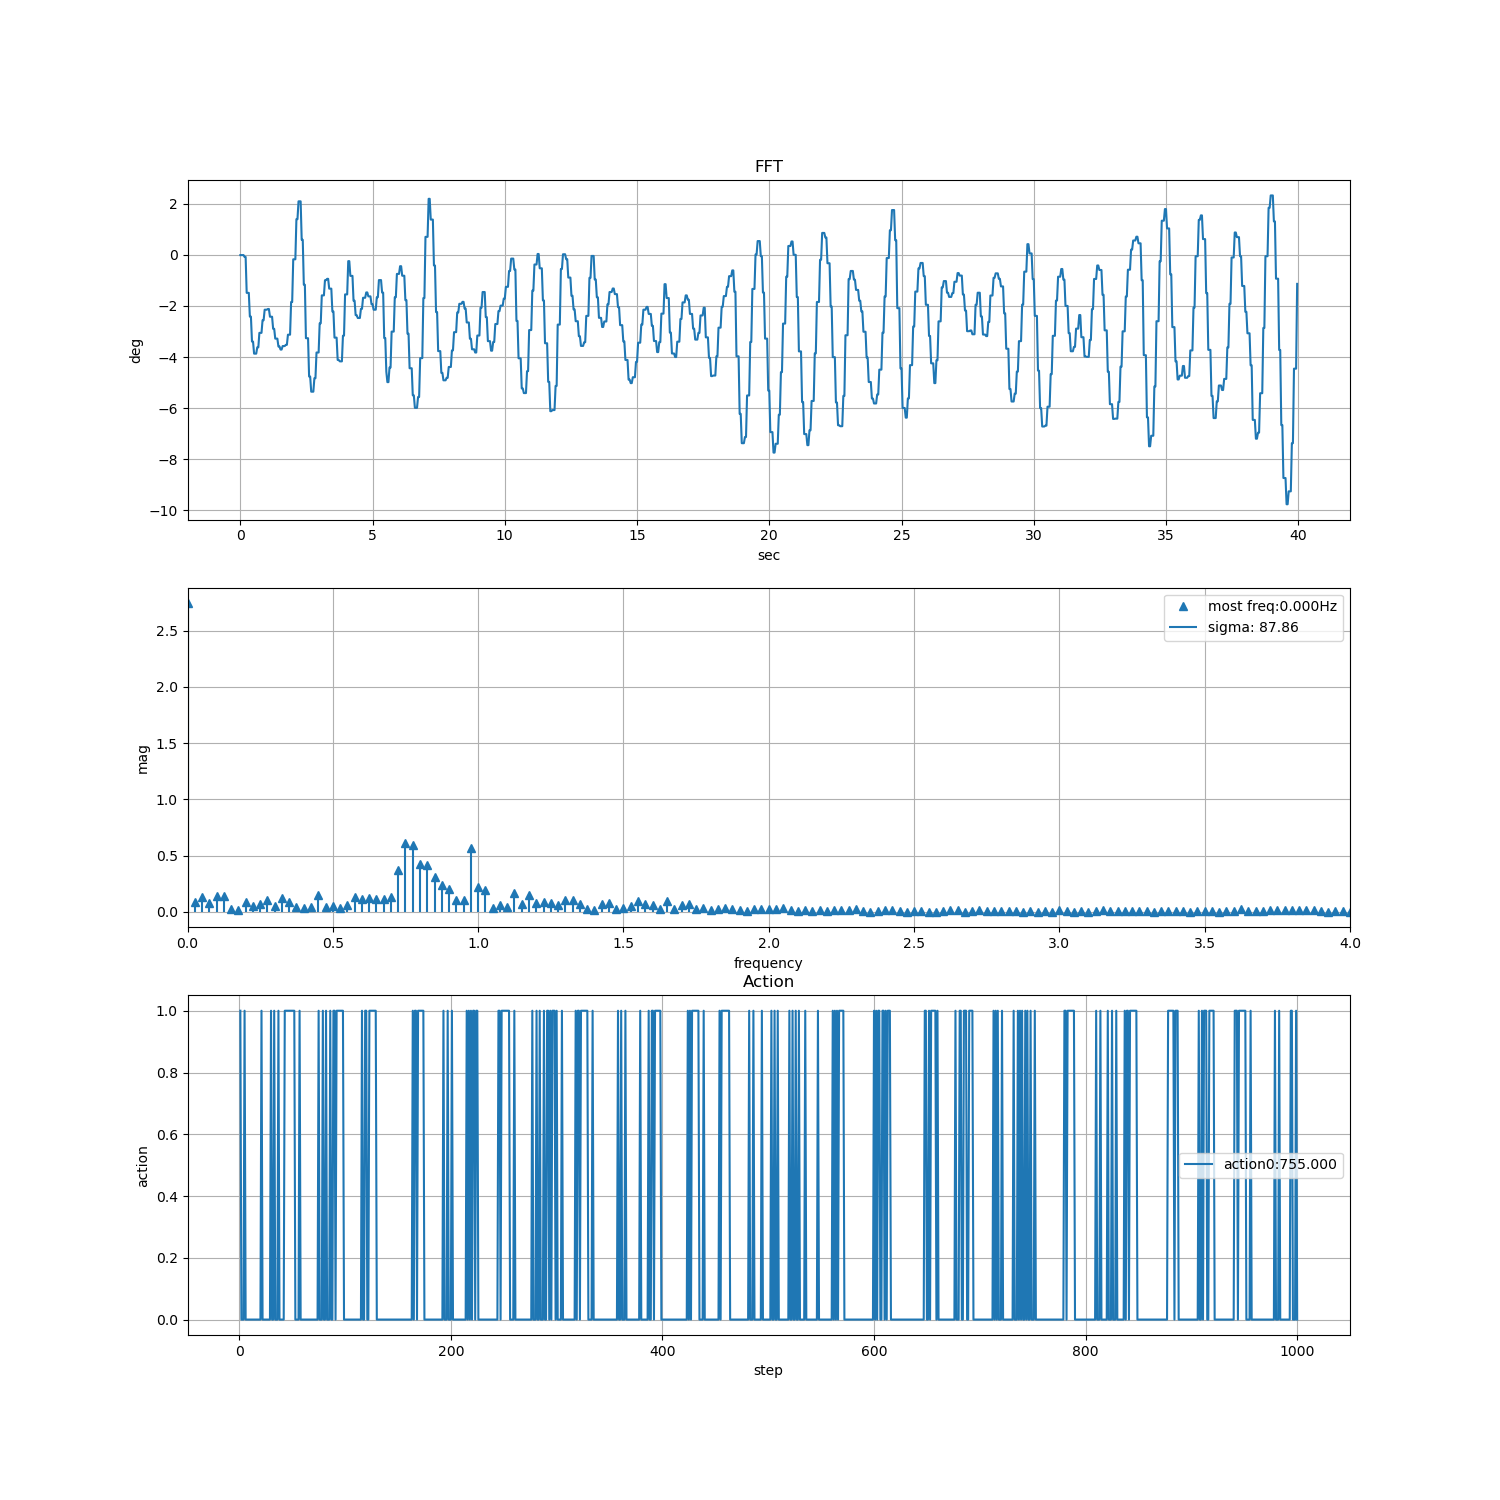 FFT
2
0
−2
−4
−6
−8
−10
deg
0 5 10 15 20 25 30 35 40
sec
most freq:0.000Hz
sigma: 87.86
2.5
2.0
1.5
1.0
0.5
0.0
mag
0.0 0.5 1.0 1.5 2.0 2.5 3.0 3.5 4.0
frequency
Action
1.0
0.8
0.6
0.4
0.2
0.0
action
action0:755.000
0 200 400 600 800 1000
step